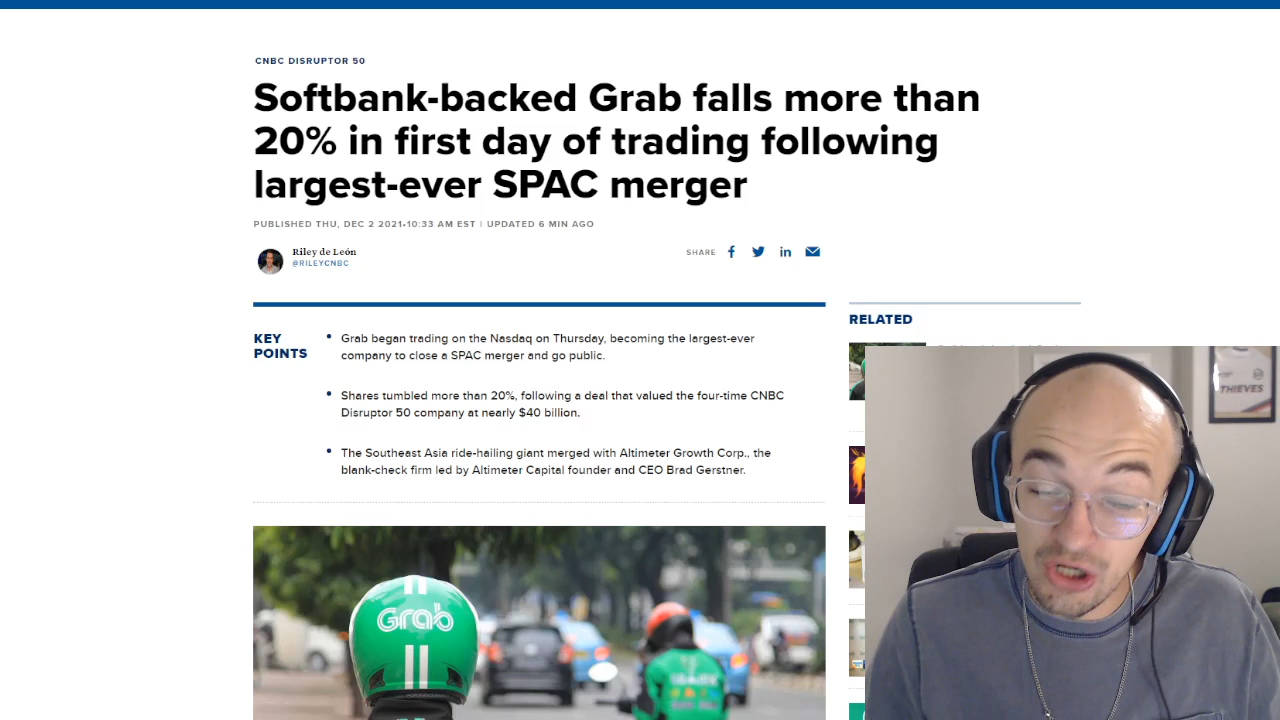 CNBC DISRUPTOR 50
Softbank-backed Grab falls more than
20% in first day of trading following
largest-ever SPAC merger
PUBLISHED THU, DEC 2 2021•10:33 AM EST | UPDATED 6 MIN AGO
Riley de León
@RILEYCNBC
SHARE
KEY
POINTS
• Grab began trading on the Nasdaq on Thursday, becoming the largest-ever
company to close a SPAC merger and go public.
• Shares tumbled more than 20%, following a deal that valued the four-time CNBC
Disruptor 50 company at nearly $40 billion.
• The Southeast Asia ride-hailing giant merged with Altimeter Growth Corp., the
blank-check firm led by Altimeter Capital founder and CEO Brad Gerstner.
RELATED
THIEVES
Grab